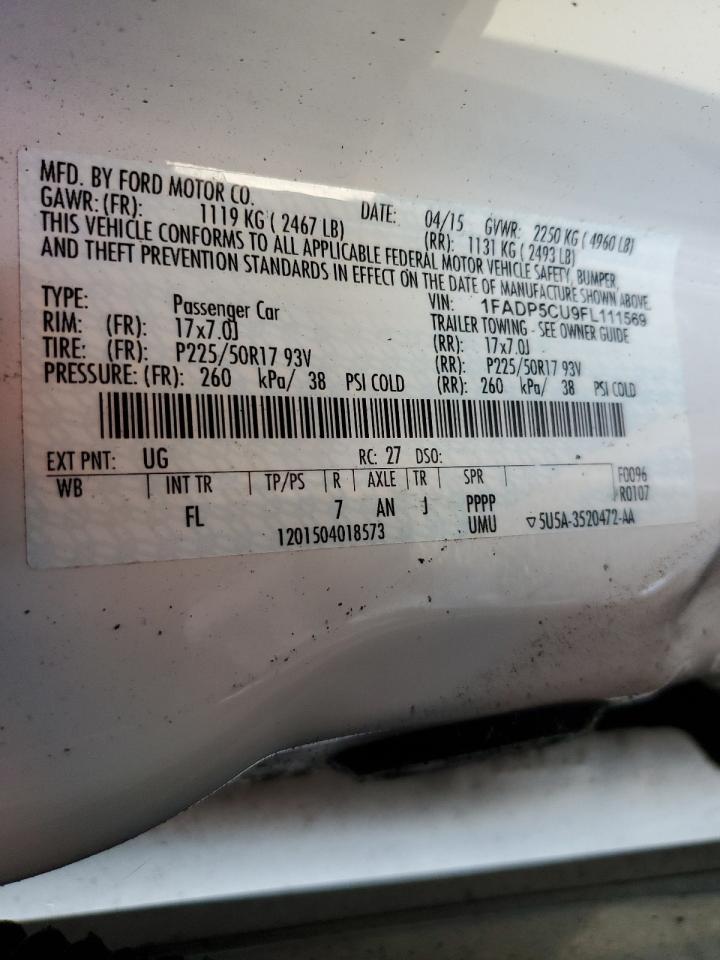 MFD. BY FORD MOTOR CO.
DATE: 04/15 GVWR: 2250 KG ( 4960 LB)
GAWR: (FR): 1119 KG ( 2467 LB) (RR): 1131 KG ( 2493 LB)
THIS VEHICLE CONFORMS TO ALL APPLICABLE FEDERAL MOTOR VEHICLE SAFETY, BUMPER,
AND THEFT PREVENTION STANDARDS IN EFFECT ON THE DATE OF MANUFACTURE SHOWN ABOVE.
VIN: 1FADP5CU9FL111569
TYPE: Passenger Car TRAILER TOWING - SEE OWNER GUIDE
RIM: (FR): 17x7.0J (RR): 17x7.0J
TIRE: (FR): P225/50R17 93V (RR): P225/50R17 93V
PRESSURE: (FR): 260 kPa/ 38 PSI COLD (RR): 260 kPa/ 38 PSI COLD
EXT PNT: UG RC: 27 DSO:
WB INT TR TP/PS R AXLE TR SPR F0096
R0107
FL 7 AN J PPPP
UMU
1201504018573 ▽5U5A-3520472-AA